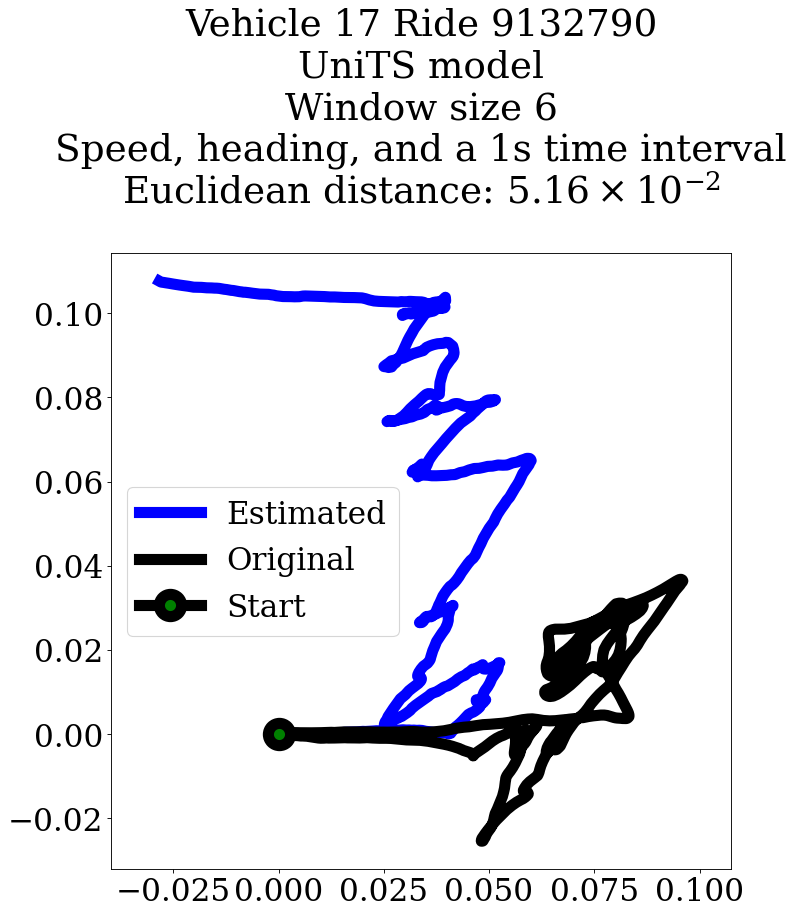 Vehicle 17 Ride 9132790
UniTS model
Window size 6
Speed, heading, and a 1s time interval
Euclidean distance: 5.16 × 10⁻²
0.10
0.08
0.06
0.04
0.02
0.00
−0.02
Estimated
Original
Start
−0.025 0.000 0.025 0.050 0.075 0.100